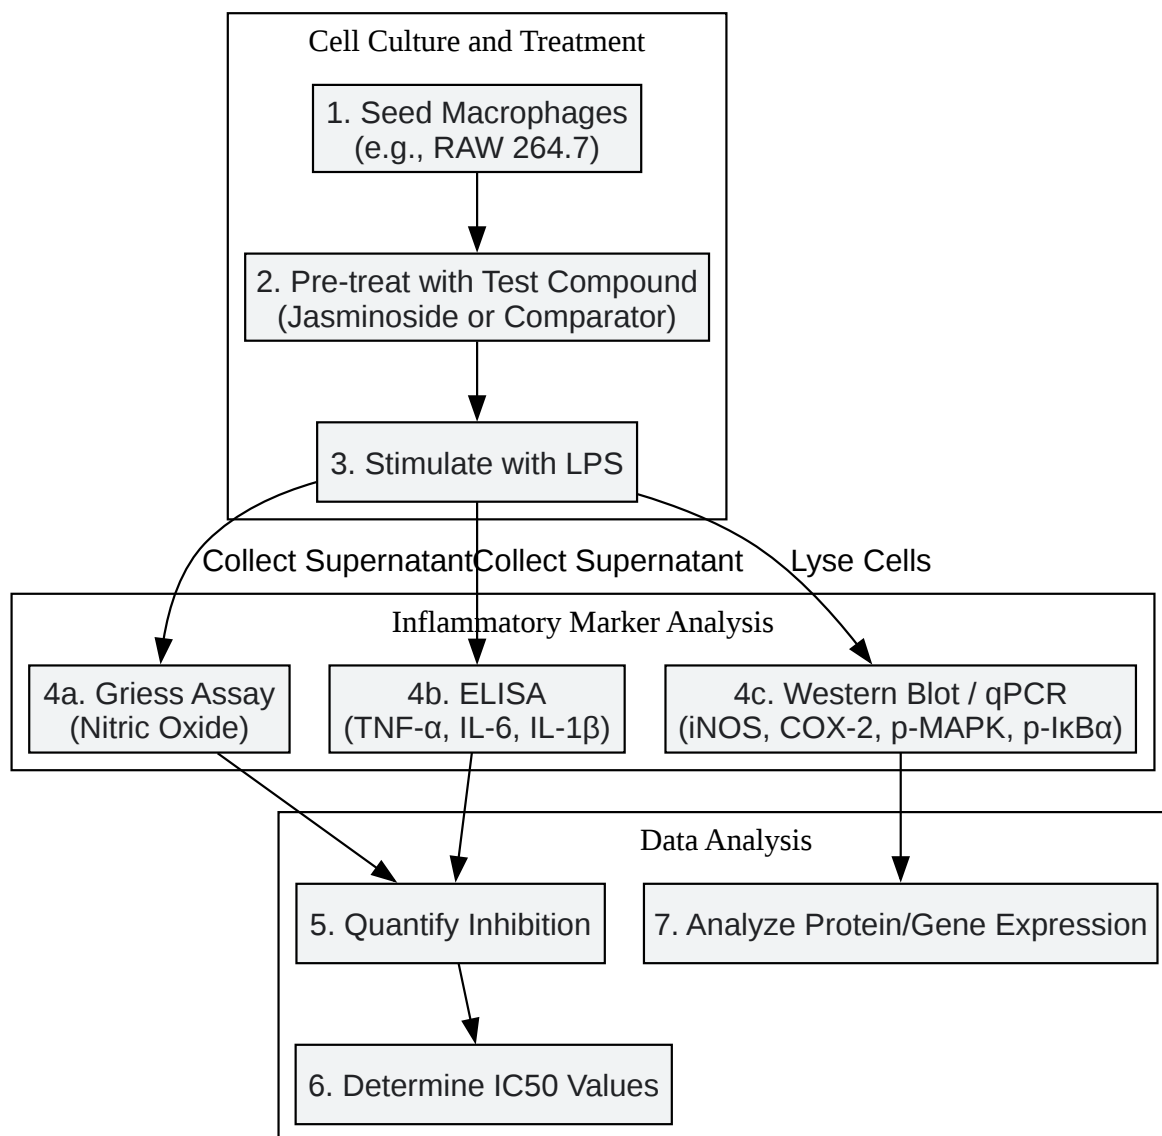 Cell Culture and Treatment
1. Seed Macrophages
(e.g., RAW 264.7)
2. Pre-treat with Test Compound
(Jasminoside or Comparator)
3. Stimulate with LPS
Collect Supernatant
Collect Supernatant
Lyse Cells
Inflammatory Marker Analysis
4a. Griess Assay
(Nitric Oxide)
4b. ELISA
(TNF-α, IL-6, IL-1β)
4c. Western Blot / qPCR
(iNOS, COX-2, p-MAPK, p-IκBα)
Data Analysis
5. Quantify Inhibition
7. Analyze Protein/Gene Expression
6. Determine IC50 Values